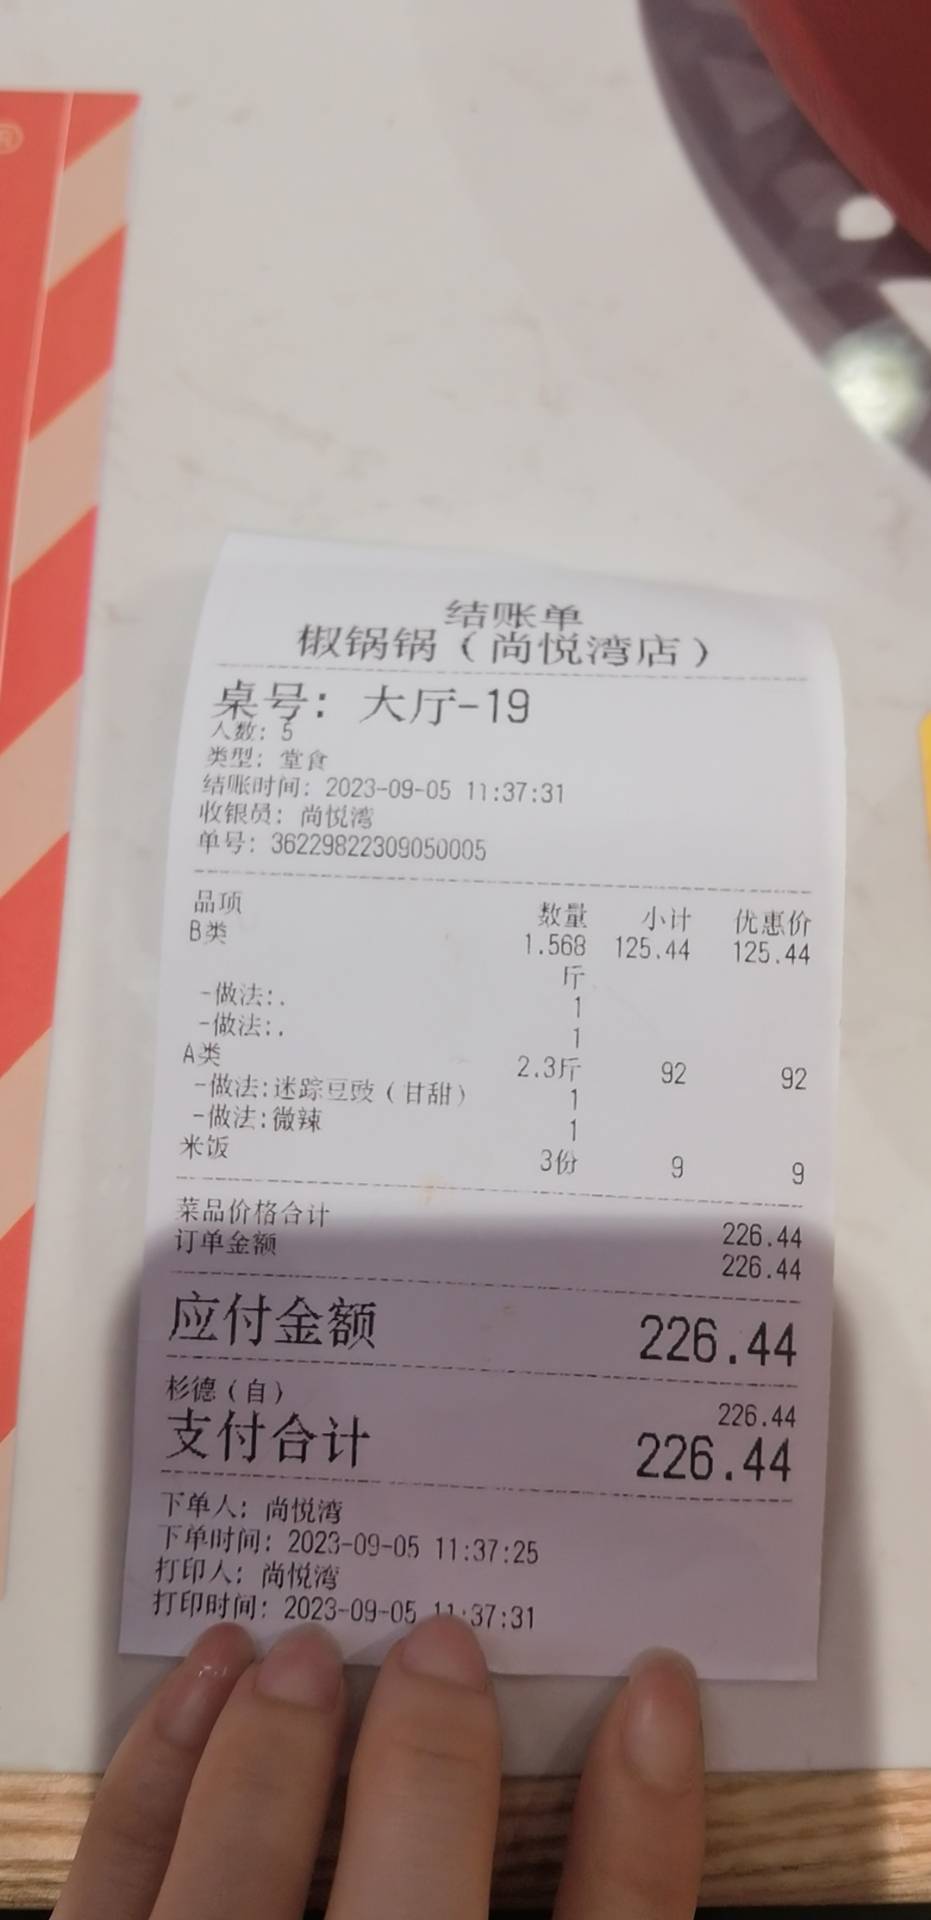 结账单
椒锅锅（尚悦湾店）
桌号：大厅-19
人数：5
类型：堂食
结账时间：2023-09-05 11:37:31
收银员：尚悦湾
单号：36229822309050005
品项 数量 小计 优惠价
B类 1.568斤 125.44 125.44
-做法:. 1
-做法:. 1
A类 2.3斤 92 92
-做法:迷踪豆豉（甘甜） 1
-做法:微辣 1
米饭 3份 9 9
菜品价格合计 226.44
订单金额 226.44
应付金额 226.44
杉德（自） 226.44
支付合计 226.44
下单人：尚悦湾
下单时间：2023-09-05 11:37:25
打印人：尚悦湾
打印时间：2023-09-05 11:37:31